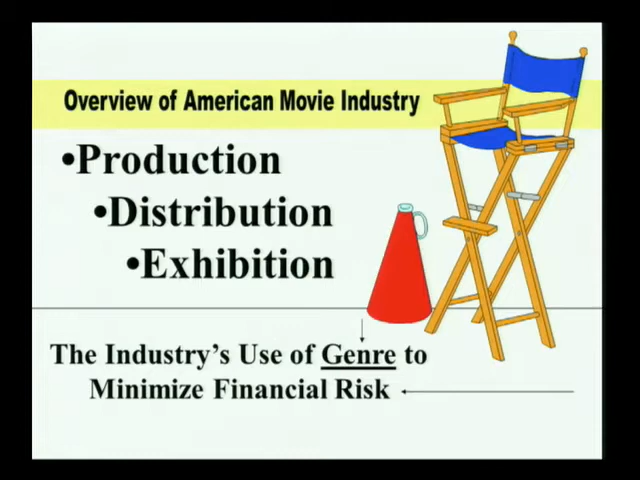 Overview of American Movie Industry
•Production
•Distribution
•Exhibition
The Industry's Use of Genre to
Minimize Financial Risk